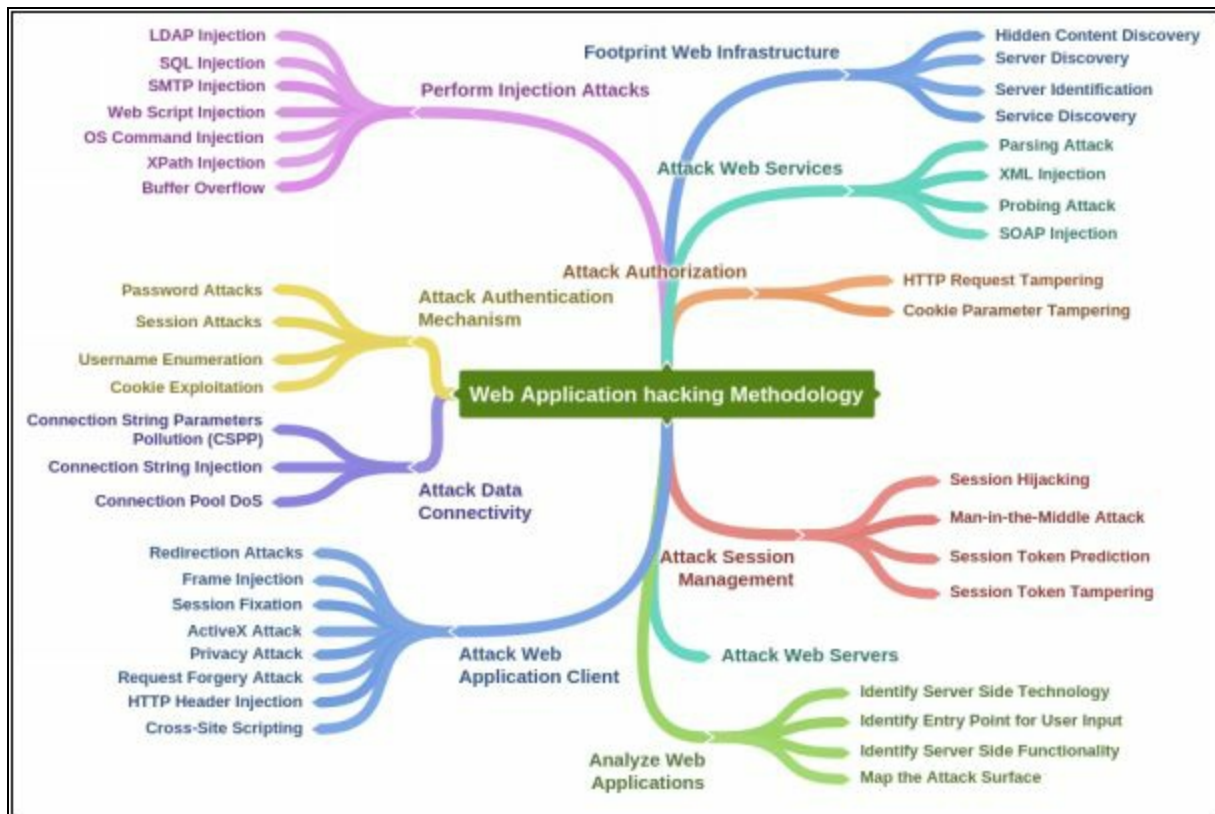 LDAP Injection
SQL Injection
SMTP Injection
Web Script Injection
OS Command Injection
XPath Injection
Buffer Overflow
Perform Injection Attacks
Footprint Web Infrastructure
Hidden Content Discovery
Server Discovery
Server Identification
Service Discovery
Attack Web Services
Parsing Attack
XML Injection
Probing Attack
SOAP Injection
Attack Authorization
HTTP Request Tampering
Cookie Parameter Tampering
Password Attacks
Session Attacks
Username Enumeration
Cookie Exploitation
Attack Authentication
Mechanism
Web Application hacking Methodology
Connection String Parameters
Pollution (CSPP)
Connection String Injection
Connection Pool DoS
Attack Data
Connectivity
Session Hijacking
Man-in-the-Middle Attack
Session Token Prediction
Session Token Tampering
Attack Session
Management
Redirection Attacks
Frame Injection
Session Fixation
ActiveX Attack
Privacy Attack
Request Forgery Attack
HTTP Header Injection
Cross-Site Scripting
Attack Web
Application Client
Attack Web Servers
Analyze Web
Applications
Identify Server Side Technology
Identify Entry Point for User Input
Identify Server Side Functionality
Map the Attack Surface